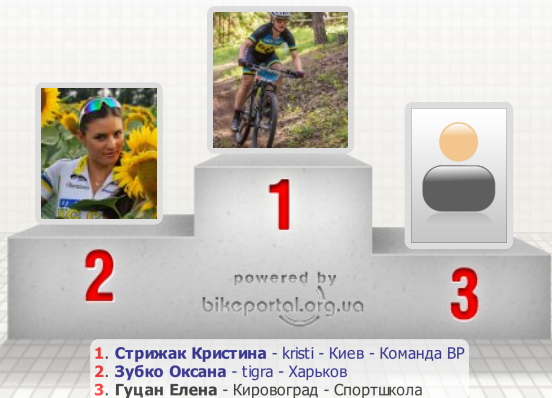 1
2
3
powered by
bikeportal.org.ua
1. Стрижак Кристина - kristi - Киев - Команда ВР
2. Зубко Оксана - tigra - Харьков
3. Гуцан Елена - Кировоград - Спортшкола